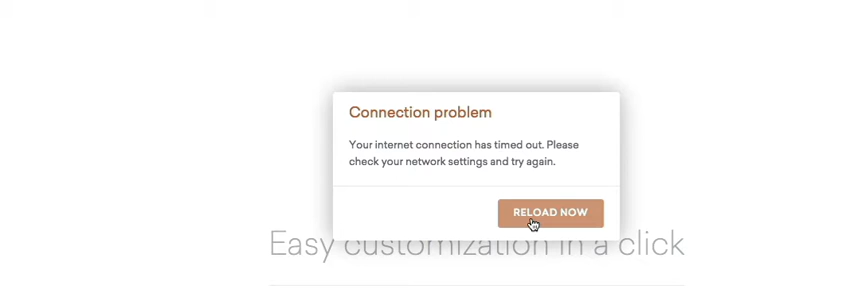 Connection problem
Your internet connection has timed out. Please
check your network settings and try again.
RELOAD NOW
Easy customization in a click